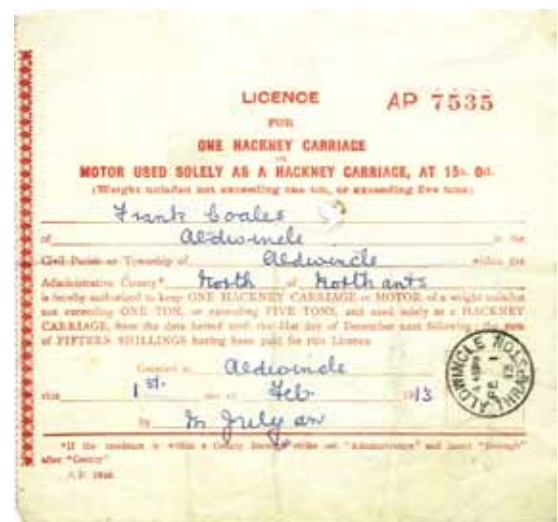 LICENCE
AP 7535
FOR
ONE HACKNEY CARRIAGE
OR
MOTOR USED SOLELY AS A HACKNEY CARRIAGE, AT 15s. 0d.
(Weight unladen not exceeding one ton, or exceeding five tons)
Frank Coales
of Aldwincle in the
Civil Parish or Township of Aldwincle within the
Administrative County* North of Northants
is hereby authorized to keep ONE HACKNEY CARRIAGE or MOTOR of a weight unladen
not exceeding ONE TON, or exceeding FIVE TONS, and used solely as a HACKNEY
CARRIAGE, from the date hereof until the 31st day of December next following; the sum
of FIFTEEN SHILLINGS having been paid for this Licence
Granted at Aldwincle
this 1st. day of Feb 1913
by
*If the residence is within a County Borough strike out "Administrative" and insert "Borough"
after "County"
ALDWINCLE THRAPSTON
FE 1
13